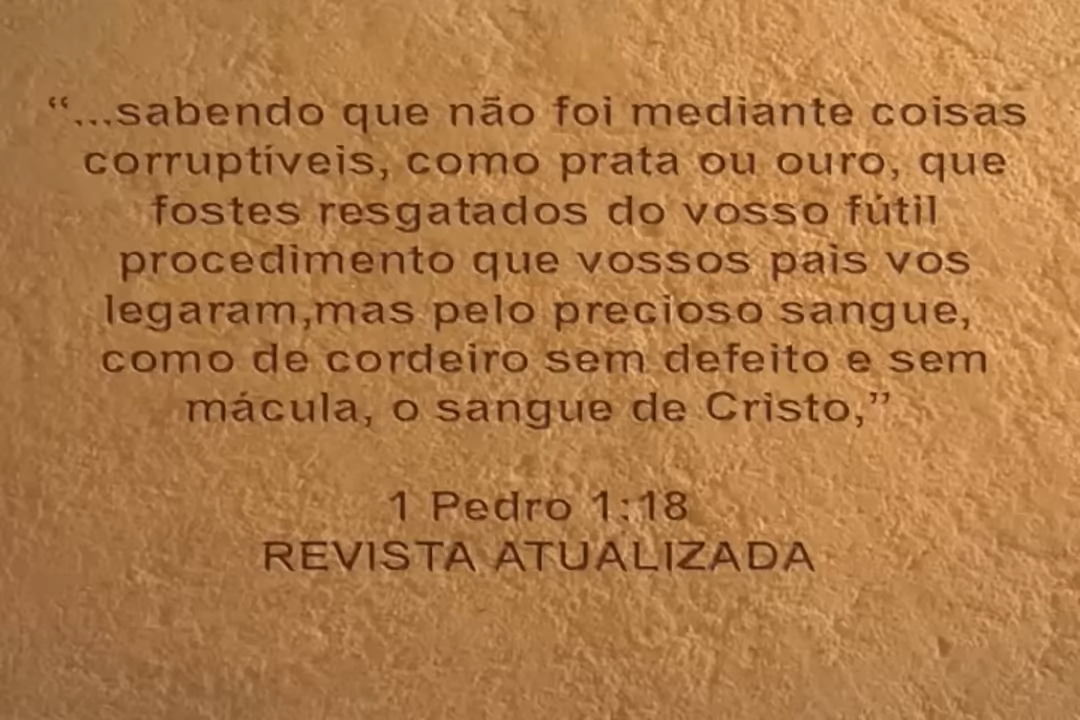 “...sabendo que não foi mediante coisas
corruptíveis, como prata ou ouro, que
fostes resgatados do vosso fútil
procedimento que vossos pais vos
legaram,mas pelo precioso sangue,
como de cordeiro sem defeito e sem
mácula, o sangue de Cristo,”
1 Pedro 1:18
REVISTA ATUALIZADA